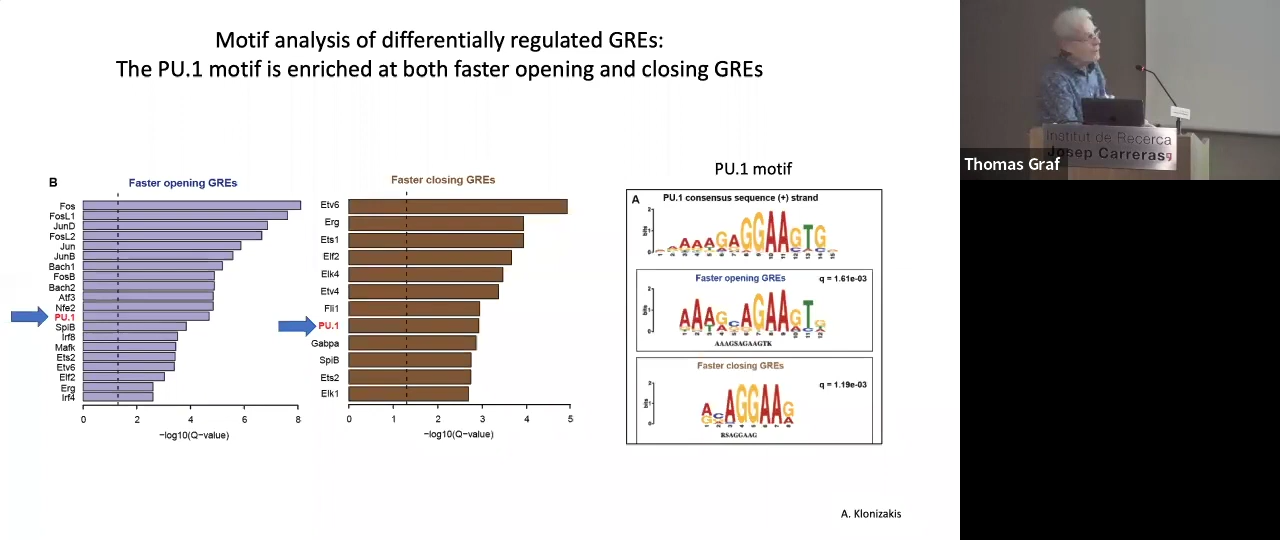 Motif analysis of differentially regulated GREs:
The PU.1 motif is enriched at both faster opening and closing GREs
B
Faster opening GREs
Fos
FosL1
JunD
FosL2
Jun
JunB
Bach1
FosB
Bach2
Atf3
Nfe2
PU.1
SpiB
Irf8
Mafk
Ets2
Etv6
Elf2
Erg
Irf4
0 2 4 6 8
−log10(Q−value)
Faster closing GREs
Etv6
Erg
Ets1
Elf2
Elk4
Etv4
Fli1
PU.1
Gabpa
SpiB
Ets2
Elk1
0 1 2 3 4 5
−log10(Q−value)
PU.1 motif
A
PU.1 consensus sequence (+) strand
Faster opening GREs
q = 1.61e-03
AAAGSAGAAGTK
Faster closing GREs
q = 1.19e-03
RSAGGAAG
A. Klonizakis
Institut de Recerca
Josep Carreras
Thomas Graf